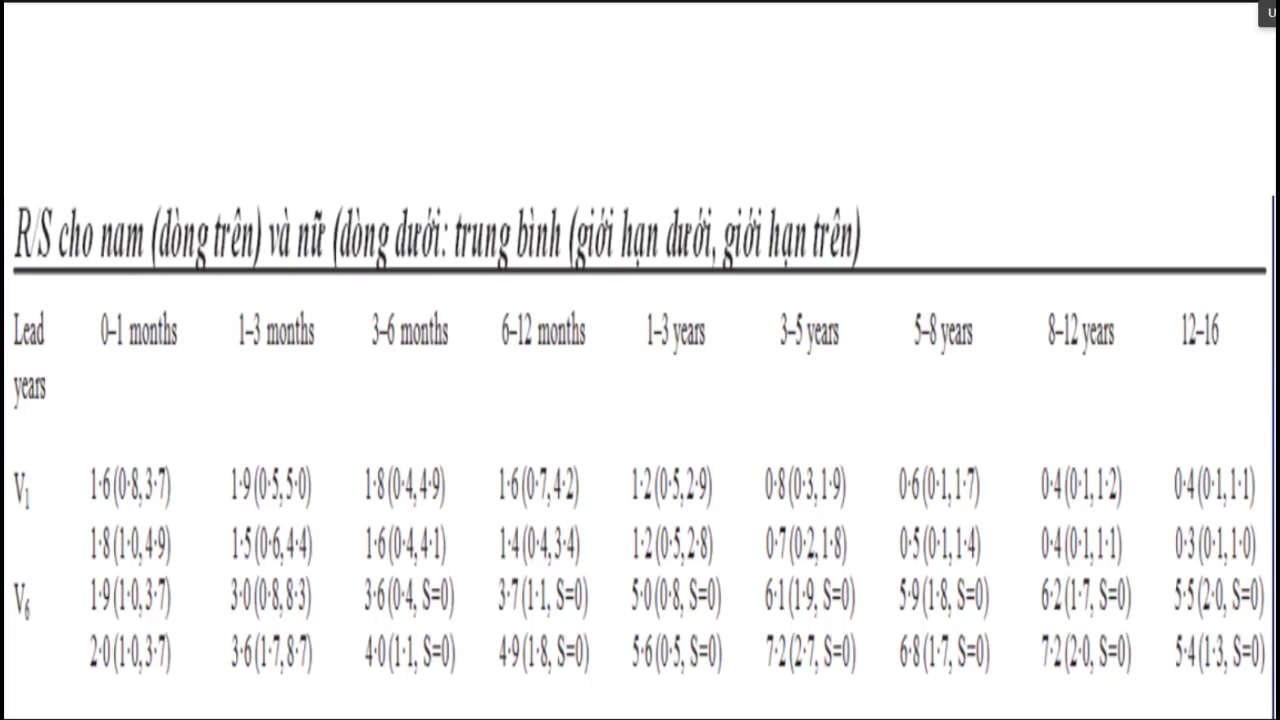 U
R/S cho nam (dòng trên) và nữ (dòng dưới: trung bình (giới hạn dưới, giới hạn trên)
Lead 0–1 months 1–3 months 3–6 months 6–12 months 1–3 years 3–5 years 5–8 years 8–12 years 12–16
years
V₁ 1·6 (0·8, 3·7) 1·9 (0·5, 5·0) 1·8 (0·4, 4·9) 1·6 (0·7, 4·2) 1·2 (0·5, 2·9) 0·8 (0·3, 1·9) 0·6 (0·1, 1·7) 0·4 (0·1, 1·2) 0·4 (0·1, 1·1)
1·8 (1·0, 4·9) 1·5 (0·6, 4·4) 1·6 (0·4, 4·1) 1·4 (0·4, 3·4) 1·2 (0·5, 2·8) 0·7 (0·2, 1·8) 0·5 (0·1, 1·4) 0·4 (0·1, 1·1) 0·3 (0·1, 1·0)
V₆ 1·9 (1·0, 3·7) 3·0 (0·8, 8·3) 3·6 (0·4, S=0) 3·7 (1·1, S=0) 5·0 (0·8, S=0) 6·1 (1·9, S=0) 5·9 (1·8, S=0) 6·2 (1·7, S=0) 5·5 (2·0, S=0)
2·0 (1·0, 3·7) 3·6 (1·7, 8·7) 4·0 (1·1, S=0) 4·9 (1·8, S=0) 5·6 (0·5, S=0) 7·2 (2·7, S=0) 6·8 (1·7, S=0) 7·2 (2·0, S=0) 5·4 (1·3, S=0)